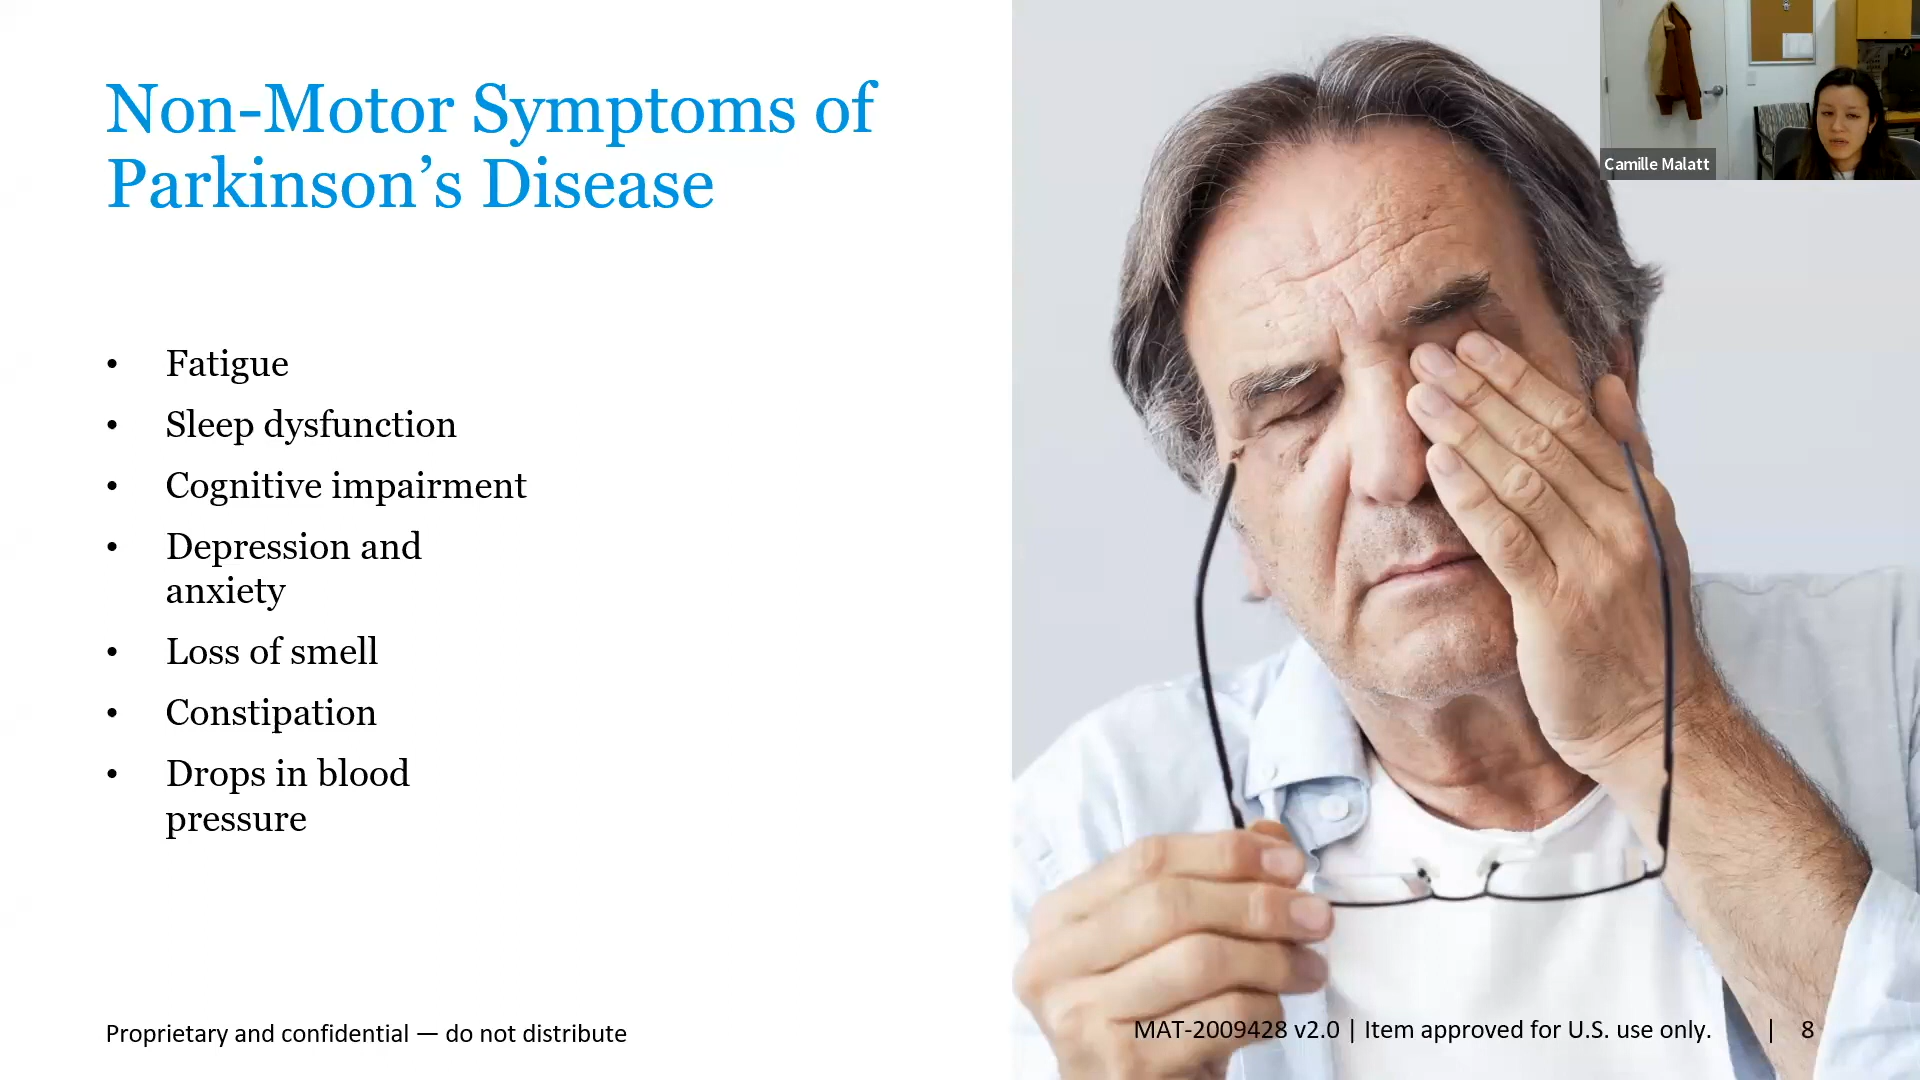 Non-Motor Symptoms of
Parkinson’s Disease
• Fatigue
• Sleep dysfunction
• Cognitive impairment
• Depression and
anxiety
• Loss of smell
• Constipation
• Drops in blood
pressure
Camille Malatt
Proprietary and confidential — do not distribute
MAT-2009428 v2.0 | Item approved for U.S. use only. | 8